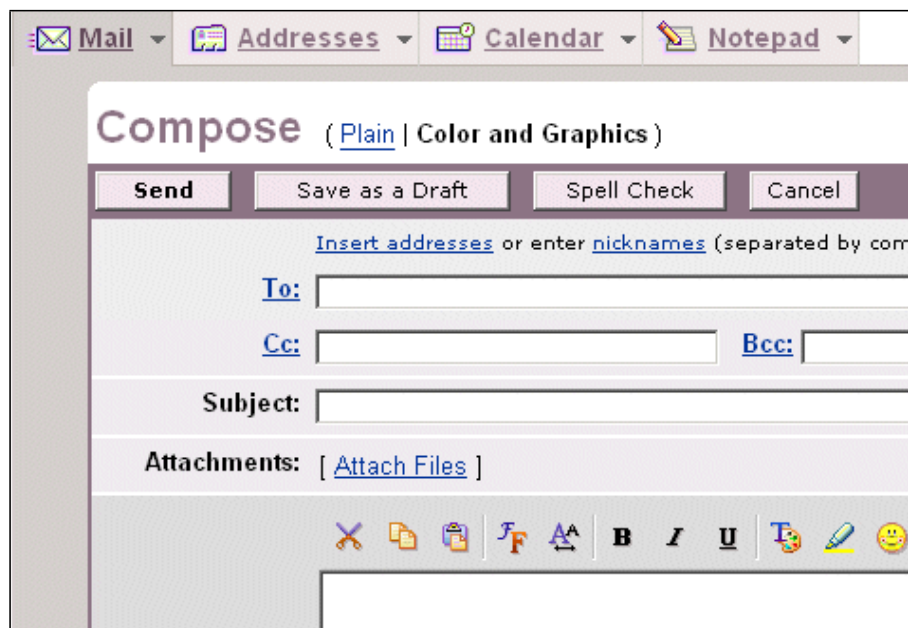 Mail Addresses Calendar Notepad
Compose ( Plain | Color and Graphics )
Send Save as a Draft Spell Check Cancel
Insert addresses or enter nicknames (separated by com
To:
Cc: Bcc:
Subject:
Attachments: [ Attach Files ]
B I U